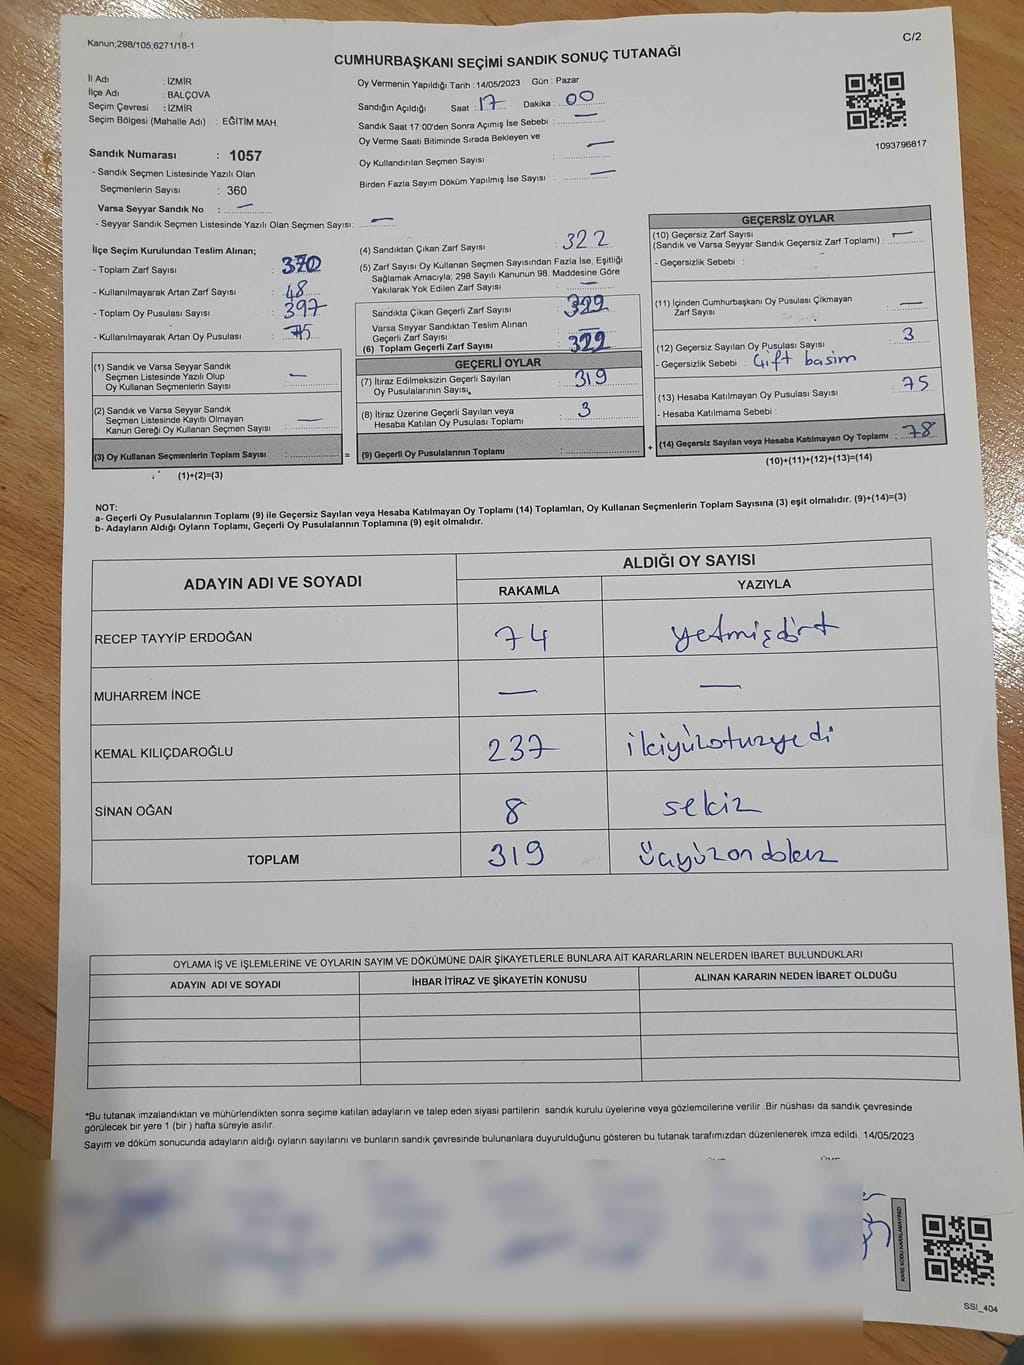 Kanun;298/105;6271/18-1
C/2
CUMHURBAŞKANI SEÇİMİ SANDIK SONUÇ TUTANAĞI
İl Adı : İZMİR
İlçe Adı : BALÇOVA
Seçim Çevresi : İZMİR
Seçim Bölgesi (Mahalle Adı) : EĞİTİM MAH.
Sandık Numarası : 1057
- Sandık Seçmen Listesinde Yazılı Olan
Seçmenlerin Sayısı : 360
Varsa Seyyar Sandık No : —
- Seyyar Sandık Seçmen Listesinde Yazılı Olan Seçmen Sayısı: —
Oy Vermenin Yapıldığı Tarih : 14/05/2023 Gün : Pazar
Sandığın Açıldığı Saat : 17 Dakika : 00
Sandık Saat 17:00'den Sonra Açımış İse Sebebi : —
Oy Verme Saati Bitiminde Sırada Bekleyen ve
Oy Kullandırılan Seçmen Sayısı : —
Birden Fazla Sayım Döküm Yapılmış İse Sayısı : —
1093796817
İlçe Seçim Kurulundan Teslim Alınan;
- Toplam Zarf Sayısı : 370
- Kullanılmayarak Artan Zarf Sayısı : 48
- Toplam Oy Pusulası Sayısı : 397
- Kullanılmayarak Artan Oy Pusulası : 75
(1) Sandık ve Varsa Seyyar Sandık
Seçmen Listesinde Yazılı Olup
Oy Kullanan Seçmenlerin Sayısı : —
(2) Sandık ve Varsa Seyyar Sandık
Seçmen Listesinde Kayıtlı Olmayan
Kanun Gereği Oy Kullanan Seçmen Sayısı : —
(3) Oy Kullanan Seçmenlerin Toplam Sayısı : =
(1)+(2)=(3)
(4) Sandıktan Çıkan Zarf Sayısı : 322
(5) Zarf Sayısı Oy Kullanan Seçmen Sayısından Fazla İse, Eşitliği
Sağlamak Amacıyla, 298 Sayılı Kanunun 98. Maddesine Göre
Yakılarak Yok Edilen Zarf Sayısı : —
Sandıkta Çıkan Geçerli Zarf Sayısı : 322
Varsa Seyyar Sandıktan Teslim Alınan
Geçerli Zarf Sayısı : —
(6) Toplam Geçerli Zarf Sayısı : 322
GEÇERLİ OYLAR
(7) İtiraz Edilmeksizin Geçerli Sayılan
Oy Pusulalarının Sayısı : 319
(8) İtiraz Üzerine Geçerli Sayılan veya
Hesaba Katılan Oy Pusulası Toplamı : 3
(9) Geçerli Oy Pusulalarının Toplamı : +
GEÇERSİZ OYLAR
(10) Geçersiz Zarf Sayısı
(Sandık ve Varsa Seyyar Sandık Geçersiz Zarf Toplamı) : —
- Geçersizlik Sebebi :
(11) İçinden Cumhurbaşkanı Oy Pusulası Çıkmayan
Zarf Sayısı : —
(12) Geçersiz Sayılan Oy Pusulası Sayısı : 3
- Geçersizlik Sebebi : Çift basim
(13) Hesaba Katılmayan Oy Pusulası Sayısı : 75
- Hesaba Katılmama Sebebi :
(14) Geçersiz Sayılan veya Hesaba Katılmayan Oy Toplamı : 78
(10)+(11)+(12)+(13)=(14)
NOT:
a- Geçerli Oy Pusulalarının Toplamı (9) ile Geçersiz Sayılan veya Hesaba Katılmayan Oy Toplamı (14) Toplamları, Oy Kullanan Seçmenlerin Toplam Sayısına (3) eşit olmalıdır. (9)+(14)=(3)
b- Adayların Aldığı Oyların Toplamı, Geçerli Oy Pusulalarının Toplamına (9) eşit olmalıdır.
ADAYIN ADI VE SOYADI
ALDIĞI OY SAYISI
RAKAMLA YAZIYLA
RECEP TAYYİP ERDOĞAN 74 yetmişdört
MUHARREM İNCE — —
KEMAL KILIÇDAROĞLU 237 ikiyüzotuzyedi
SİNAN OĞAN 8 sekiz
TOPLAM 319 üçyüzondokuz
OYLAMA İŞ VE İŞLEMLERİNE VE OYLARIN SAYIM VE DÖKÜMÜNE DAİR ŞİKAYETLERLE BUNLARA AİT KARARLARIN NELERDEN İBARET BULUNDUKLARI
ADAYIN ADI VE SOYADI İHBAR İTİRAZ VE ŞİKAYETİN KONUSU ALINAN KARARIN NEDEN İBARET OLDUĞU
*Bu tutanak imzalandıktan ve mühürlendikten sonra seçime katılan adayların ve talep eden siyasi partilerin sandık kurulu üyelerine veya gözlemcilerine verilir .Bir nüshası da sandık çevresinde
görülecek bir yere 1 (bir ) hafta süreyle asılır.
Sayım ve döküm sonucunda adayların aldığı oyların sayılarını ve bunların sandık çevresinde bulunanlara duyurulduğunu gösteren bu tutanak tarafımızdan düzenlenerek imza edildi. 14/05/2023
KARE KODU KARALAMAYINIZ!
SSI_404